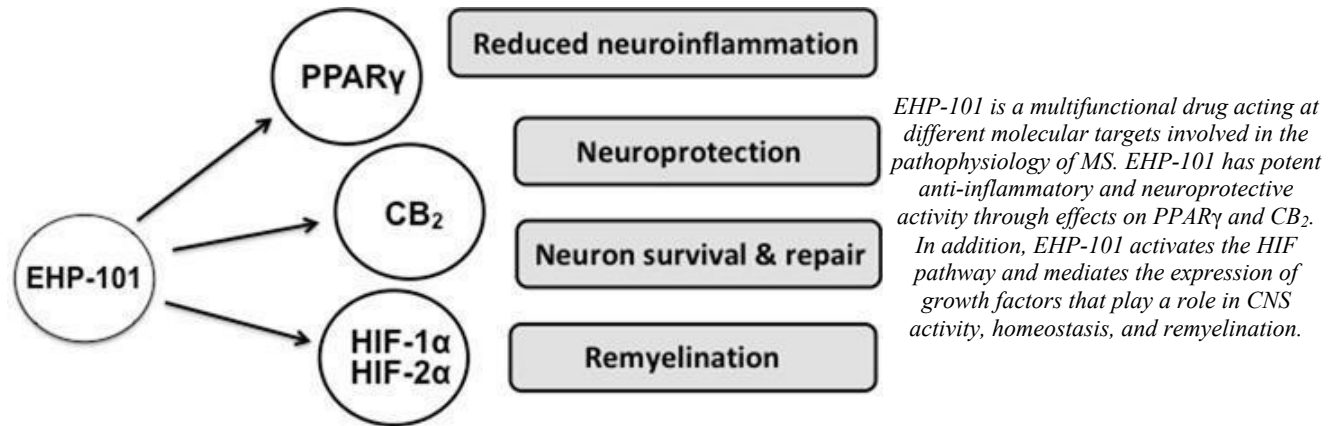 EHP-101
PPARγ
CB₂
HIF-1α
HIF-2α
Reduced neuroinflammation
Neuroprotection
Neuron survival & repair
Remyelination
EHP-101 is a multifunctional drug acting at
different molecular targets involved in the
pathophysiology of MS. EHP-101 has potent
anti-inflammatory and neuroprotective
activity through effects on PPARγ and CB₂.
In addition, EHP-101 activates the HIF
pathway and mediates the expression of
growth factors that play a role in CNS
activity, homeostasis, and remyelination.